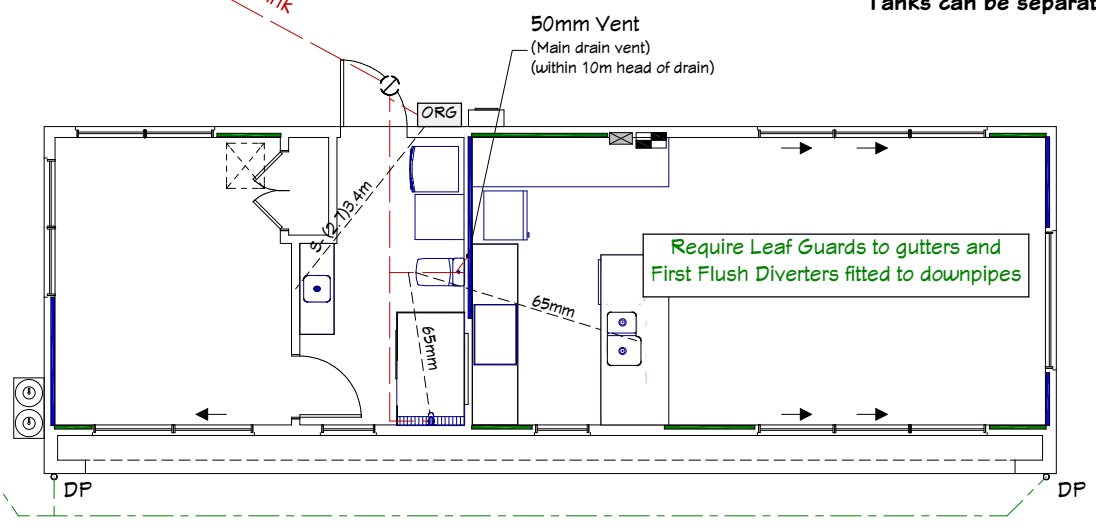 Tanks can be separat
50mm Vent
(Main drain vent)
(within 10m head of drain)
ORG
S- (2.7)3.4m
Require Leaf Guards to gutters and
First Flush Diverters fitted to downpipes
65mm
65mm
DP
DP